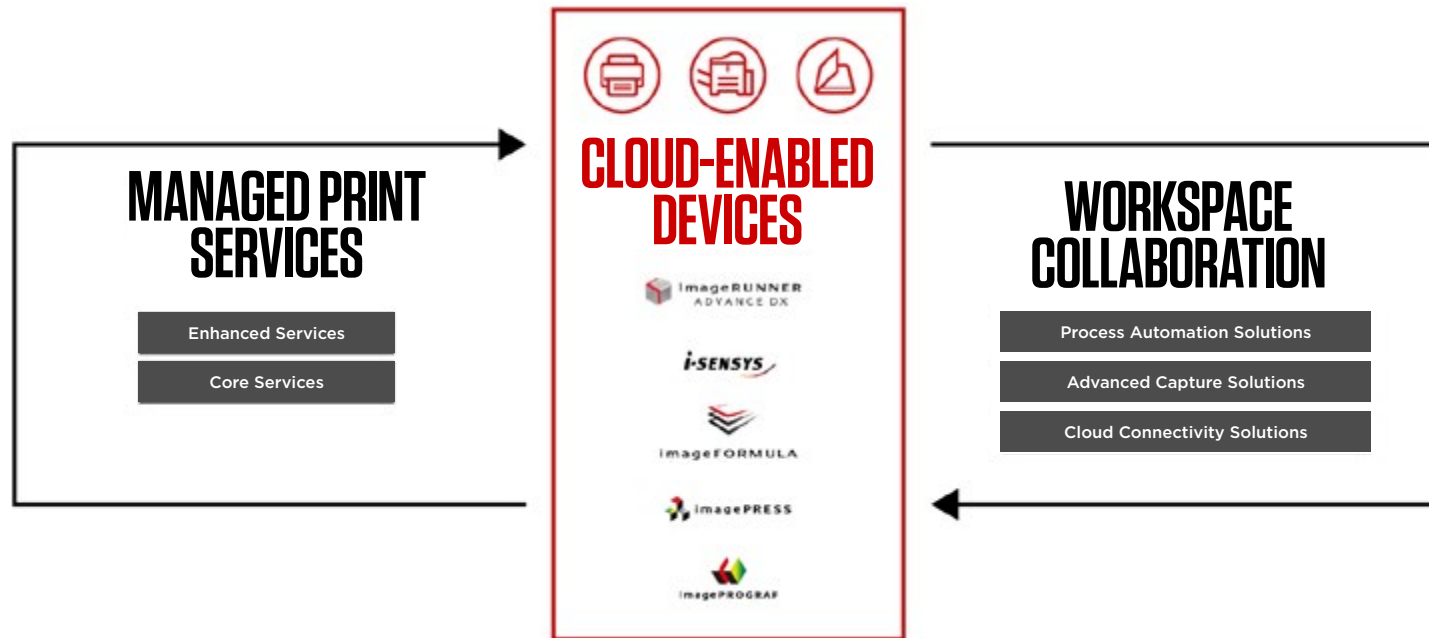 MANAGED PRINT
SERVICES
Enhanced Services
Core Services
CLOUD-ENABLED
DEVICES
imageRUNNER
ADVANCE DX
i-SENSYS
imageFORMULA
imagePRESS
imagePROGRAF
WORKSPACE
COLLABORATION
Process Automation Solutions
Advanced Capture Solutions
Cloud Connectivity Solutions